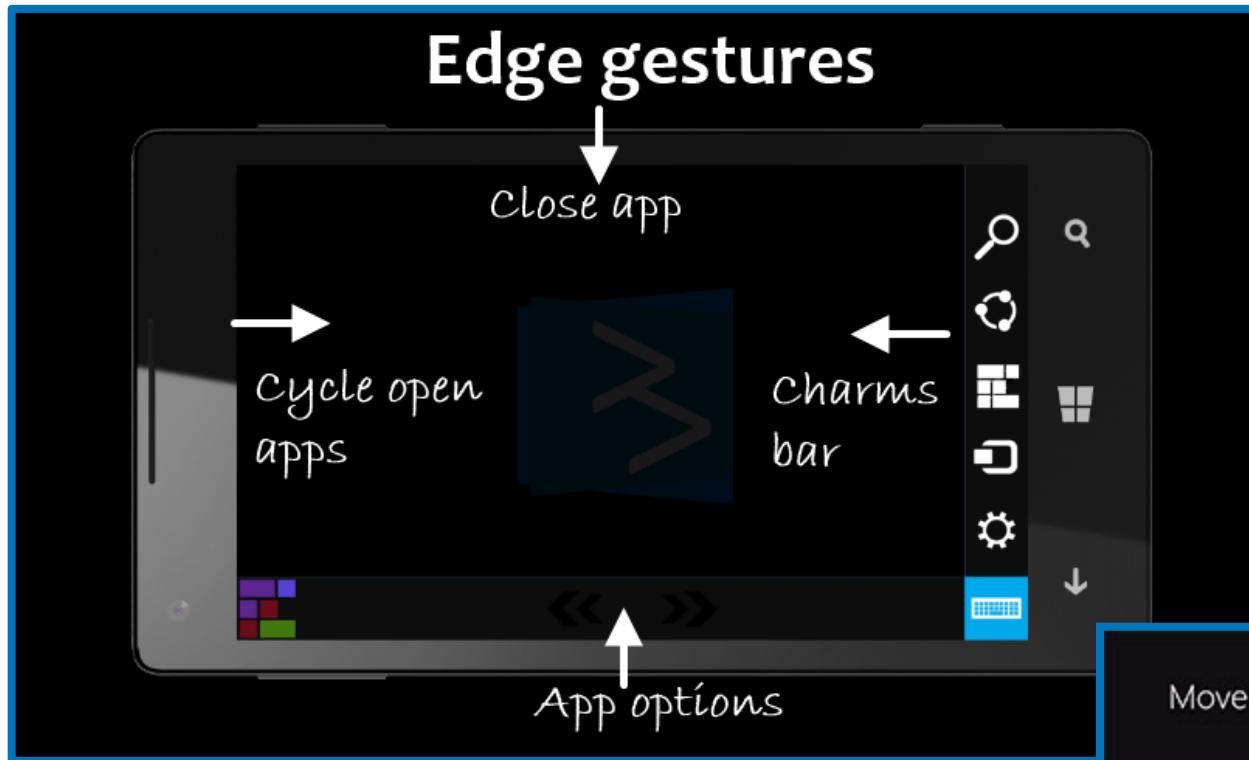 Edge gestures
Close app
Cycle open
apps
Charms
bar
App options
Move